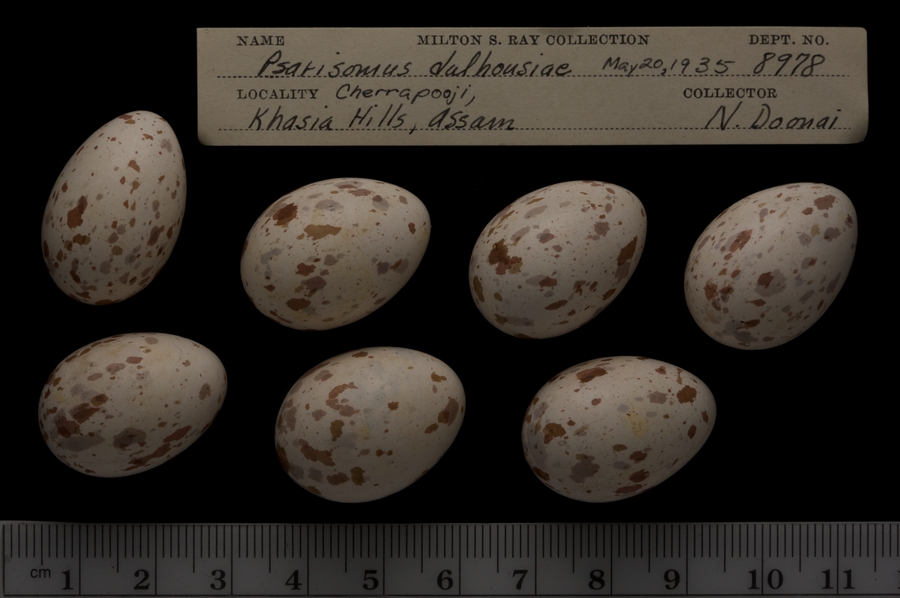 NAME MILTON S. RAY COLLECTION DEPT. NO.
Psarisomus dalhousiae May 20, 1935 8978
LOCALITY Cherrapooji, COLLECTOR
Khasia Hills, Assam N. Doonai
cm 1 2 3 4 5 6 7 8 9 10 11